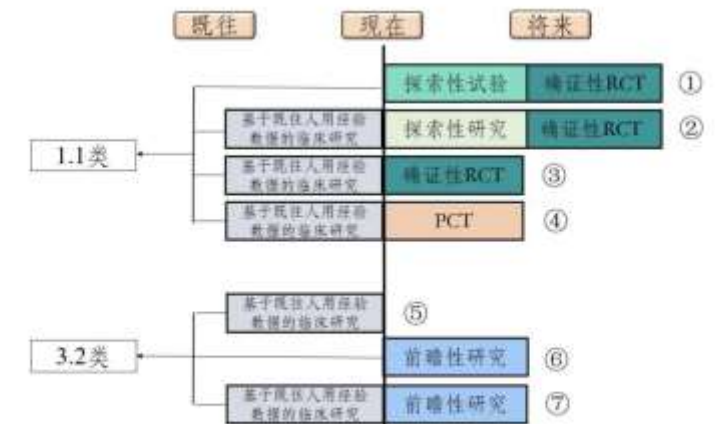 既往
现在
将来
探索性试验
确证性RCT
①
基于既往人用经验
数据的临床研究
探索性研究
确证性RCT
②
1.1类
基于既往人用经验
数据的临床研究
确证性RCT
③
基于既往人用经验
数据的临床研究
PCT
④
基于既往人用经验
数据的临床研究
⑤
3.2类
前瞻性研究
⑥
基于既往人用经验
数据的临床研究
前瞻性研究
⑦